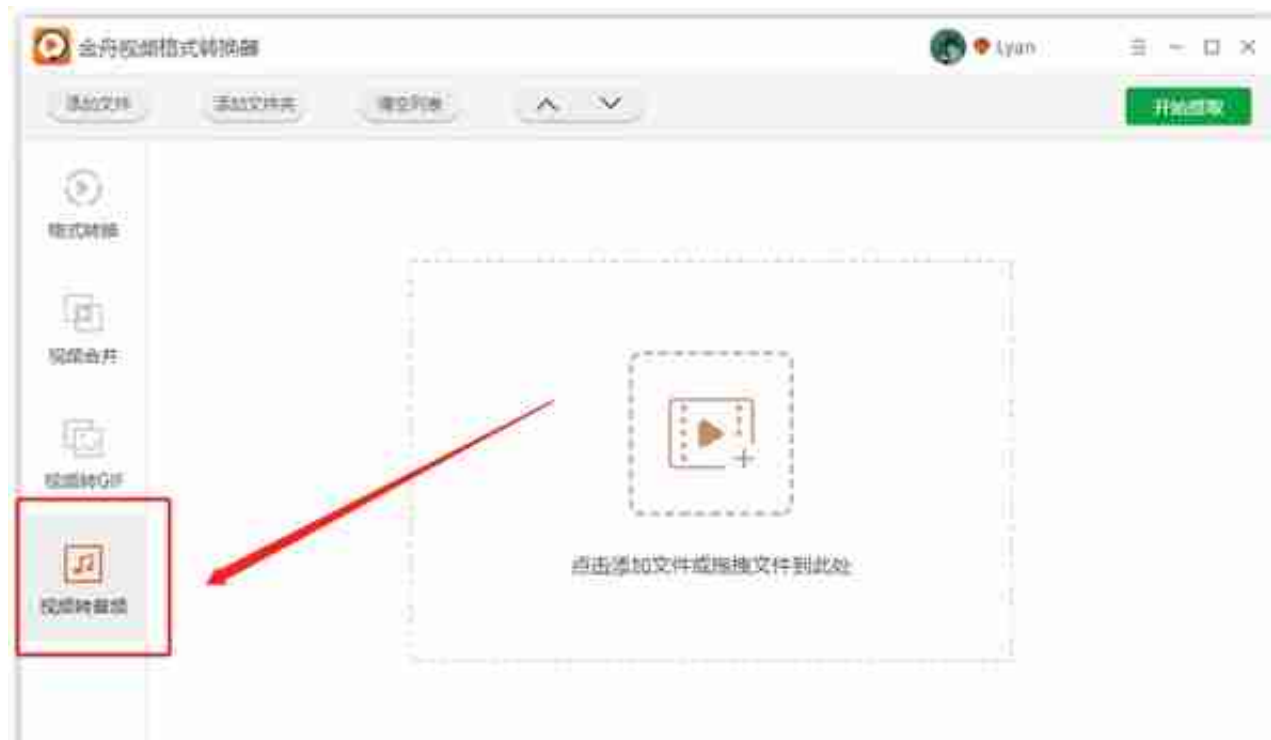 金舟视频格式转换器
Lyan
添加文件
添加文件夹
清空列表
开始提取
格式转换
视频合并
视频转GIF
视频转音频
点击添加文件或拖拽文件到此处